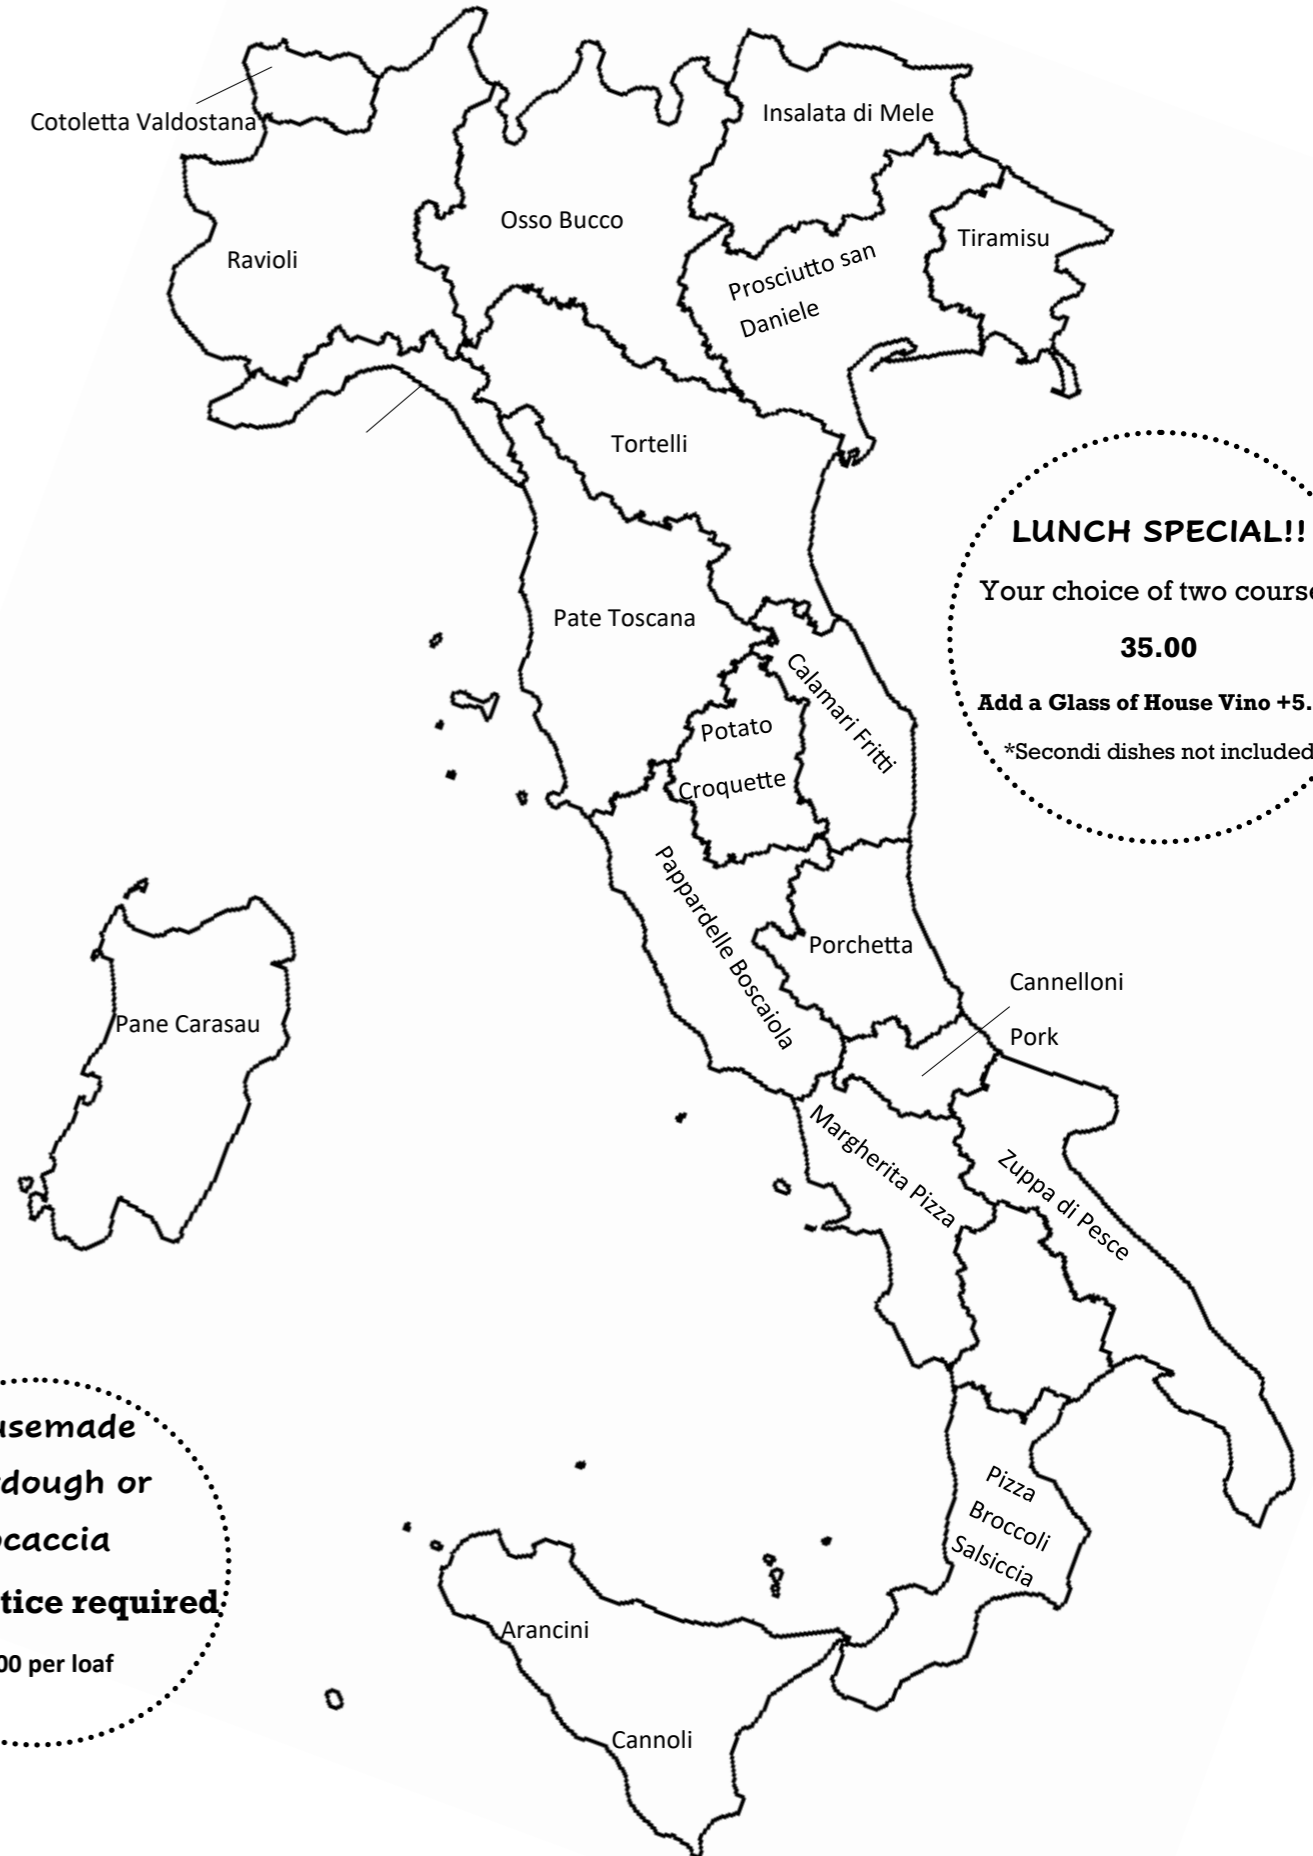 Insalata di Mele
Cotoletta Valdostana
Osso Bucco
Tiramisu
Ravioli
Prosciutto san
Daniele
Tortelli
LUNCH SPECIAL!!
Your choice of two course
35.00
Add a Glass of House Vino +5.
*Secondi dishes not included
Pate Toscana
Calamari Fritti
Potato
Croquette
Pappardelle Boscaiola
Porchetta
Cannelloni
Pork
Pane Carasau
Margherita Pizza
Zuppa di Pesce
usemade
dough or
ocaccia
tice required
00 per loaf
Pizza
Broccoli
Salsiccia
Arancini
Cannoli